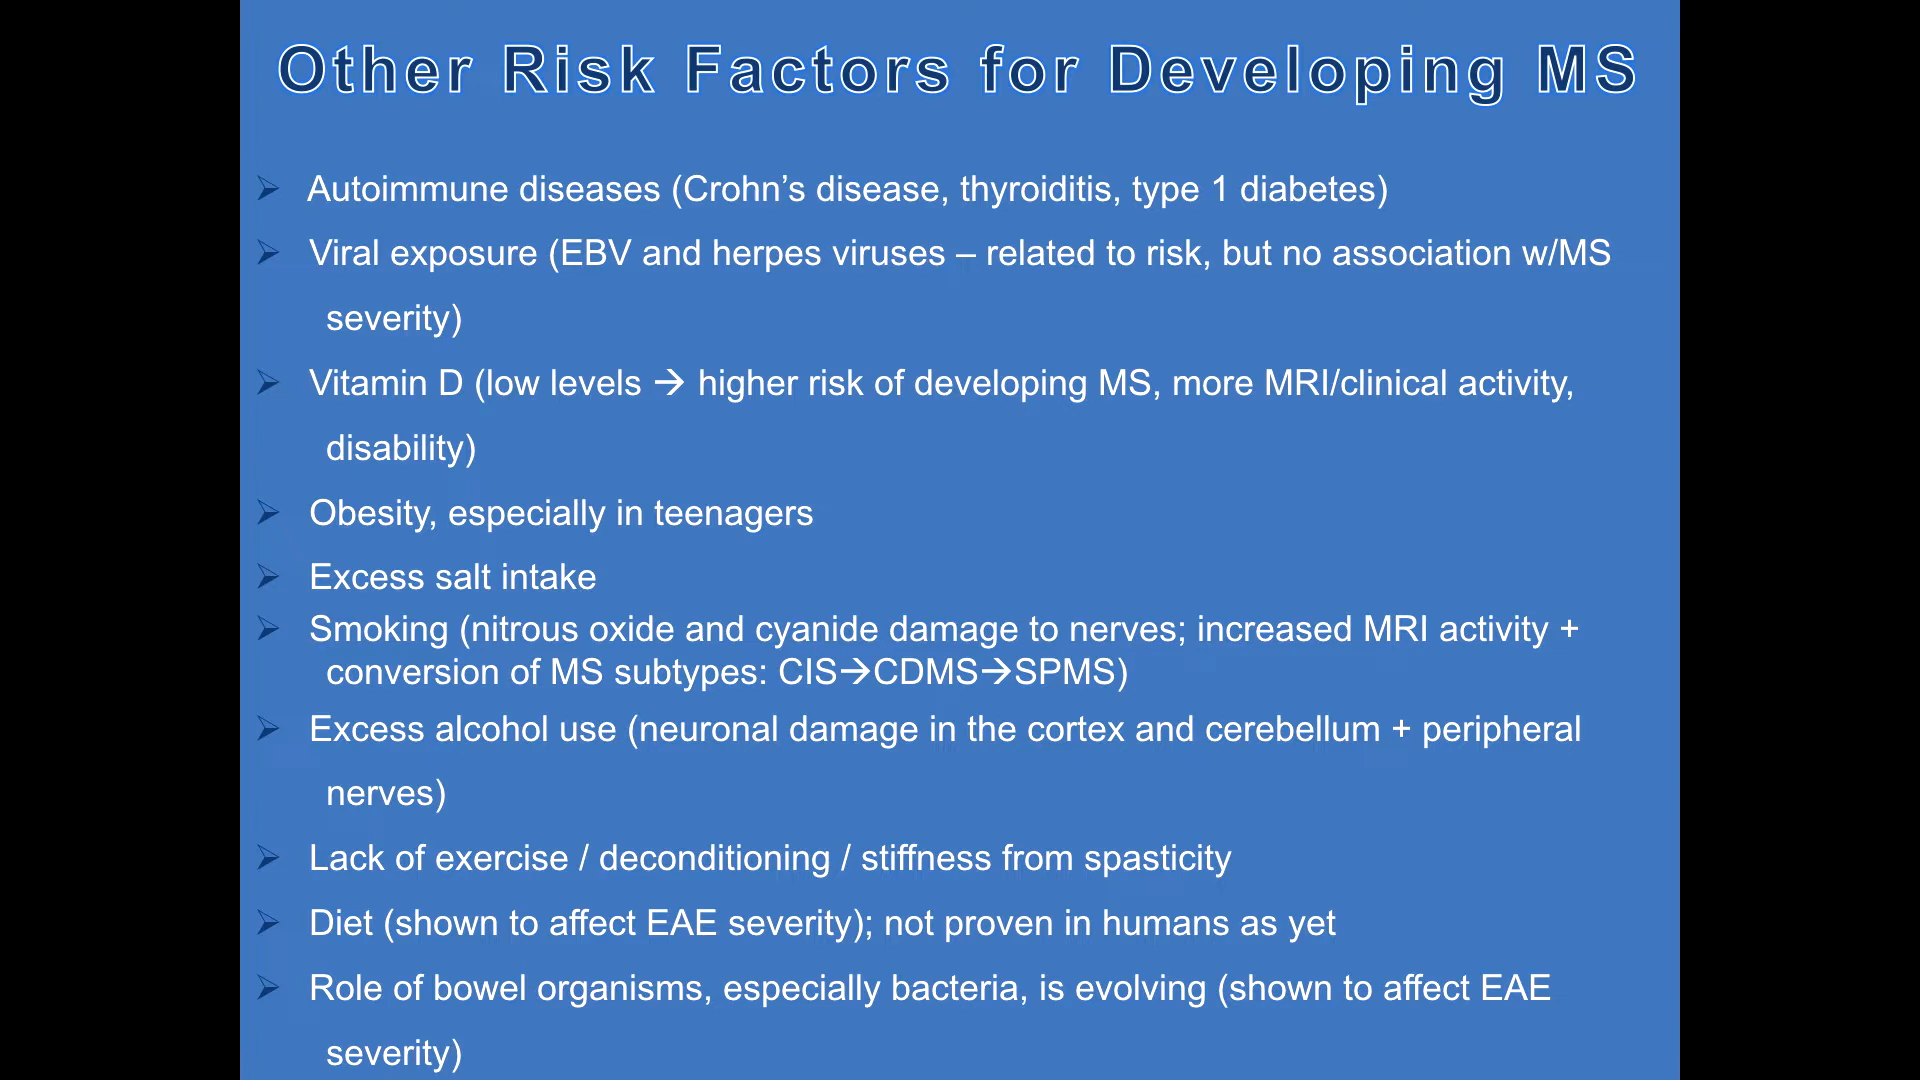 Other Risk Factors for Developing MS
➢ Autoimmune diseases (Crohn’s disease, thyroiditis, type 1 diabetes)
➢ Viral exposure (EBV and herpes viruses – related to risk, but no association w/MS
severity)
➢ Vitamin D (low levels → higher risk of developing MS, more MRI/clinical activity,
disability)
➢ Obesity, especially in teenagers
➢ Excess salt intake
➢ Smoking (nitrous oxide and cyanide damage to nerves; increased MRI activity +
conversion of MS subtypes: CIS→CDMS→SPMS)
➢ Excess alcohol use (neuronal damage in the cortex and cerebellum + peripheral
nerves)
➢ Lack of exercise / deconditioning / stiffness from spasticity
➢ Diet (shown to affect EAE severity); not proven in humans as yet
➢ Role of bowel organisms, especially bacteria, is evolving (shown to affect EAE
severity)